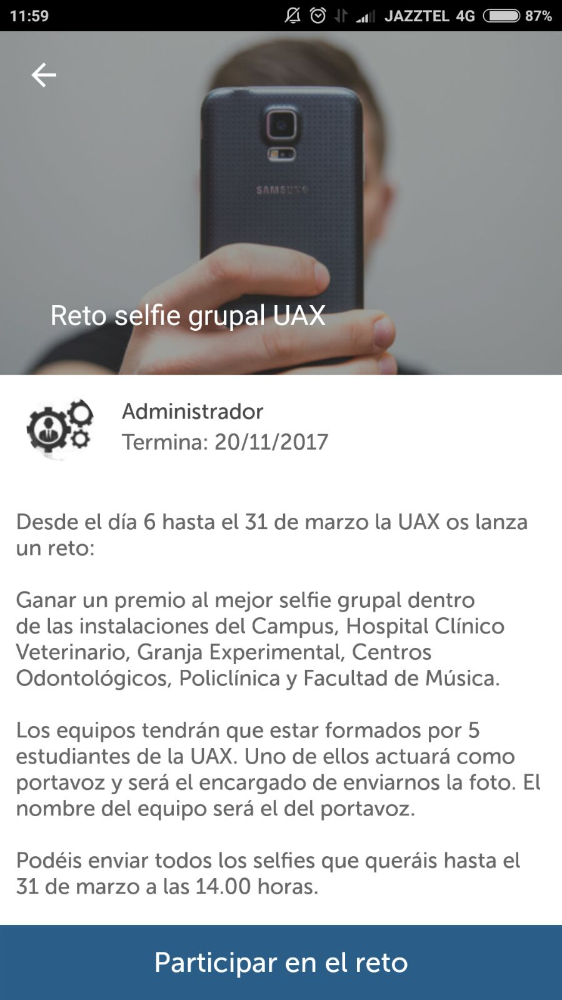 11:59 JAZZTEL 4G 87%
SAMSUNG
Reto selfie grupal UAX
Administrador
Termina: 20/11/2017
Desde el día 6 hasta el 31 de marzo la UAX os lanza
un reto:
Ganar un premio al mejor selfie grupal dentro
de las instalaciones del Campus, Hospital Clínico
Veterinario, Granja Experimental, Centros
Odontológicos, Policlínica y Facultad de Música.
Los equipos tendrán que estar formados por 5
estudiantes de la UAX. Uno de ellos actuará como
portavoz y será el encargado de enviarnos la foto. El
nombre del equipo será el del portavoz.
Podéis enviar todos los selfies que queráis hasta el
31 de marzo a las 14.00 horas.
Participar en el reto